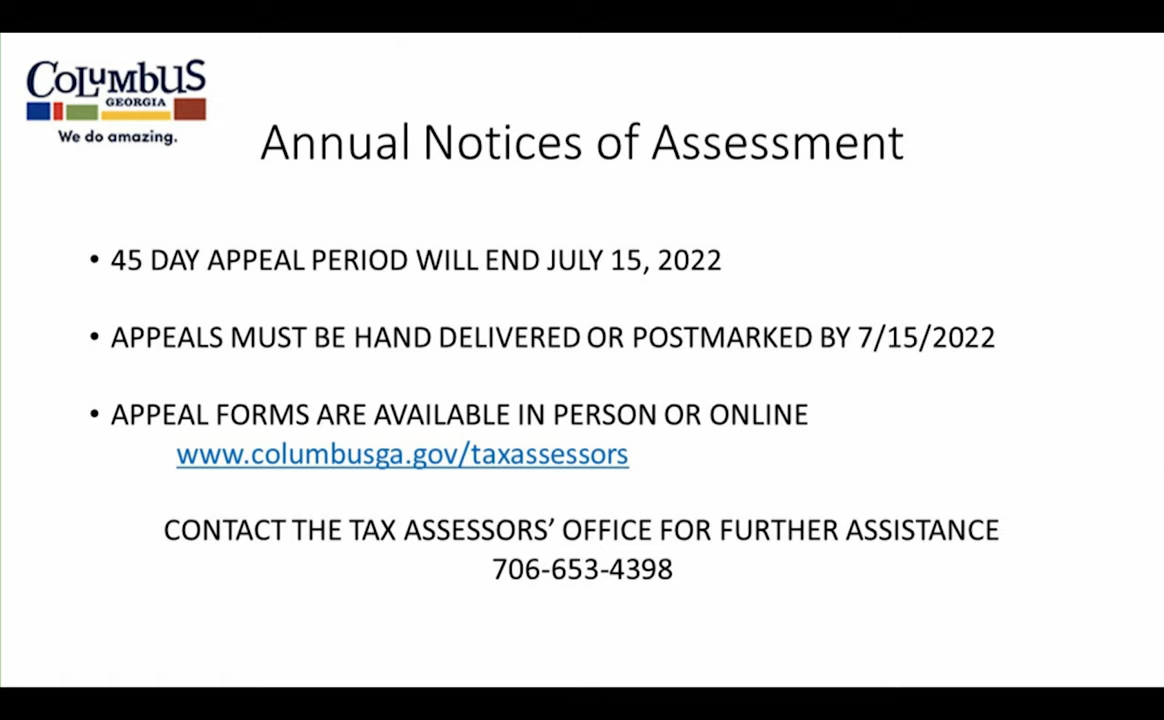 COLUMBUS
GEORGIA
We do amazing.
Annual Notices of Assessment
• 45 DAY APPEAL PERIOD WILL END JULY 15, 2022
• APPEALS MUST BE HAND DELIVERED OR POSTMARKED BY 7/15/2022
• APPEAL FORMS ARE AVAILABLE IN PERSON OR ONLINE
www.columbusga.gov/taxassessors
CONTACT THE TAX ASSESSORS’ OFFICE FOR FURTHER ASSISTANCE
706-653-4398